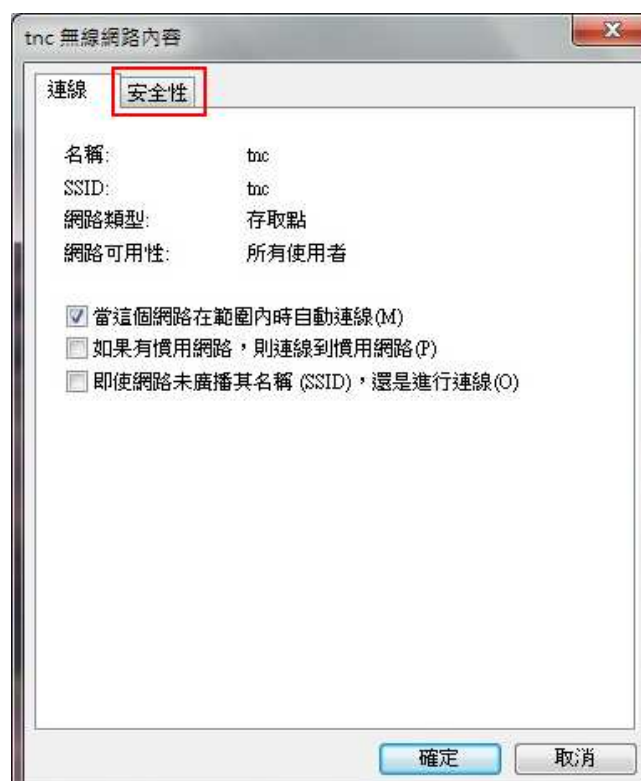 tnc 無線網路內容
連線 安全性
名稱: tnc
SSID: tnc
網路類型: 存取點
網路可用性: 所有使用者
當這個網路在範圍內時自動連線(M)
如果有慣用網路，則連線到慣用網路(P)
即使網路未廣播其名稱 (SSID)，還是進行連線(O)
確定 取消